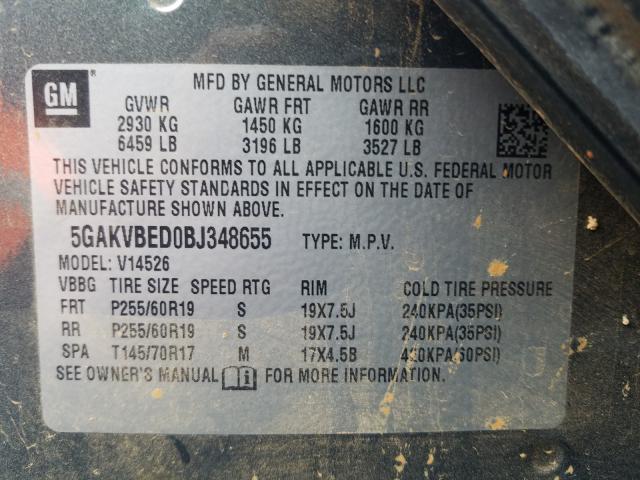 GM ®
MFD BY GENERAL MOTORS LLC
GVWR GAWR FRT GAWR RR
2930 KG 1450 KG 1600 KG
6459 LB 3196 LB 3527 LB
THIS VEHICLE CONFORMS TO ALL APPLICABLE U.S. FEDERAL MOTOR
VEHICLE SAFETY STANDARDS IN EFFECT ON THE DATE OF
MANUFACTURE SHOWN ABOVE.
5GAKVBED0BJ348655 TYPE: M.P.V.
MODEL: V14526
VBBG TIRE SIZE SPEED RTG RIM COLD TIRE PRESSURE
FRT P255/60R19 S 19X7.5J 240KPA(35PSI)
RR P255/60R19 S 19X7.5J 240KPA(35PSI)
SPA T145/70R17 M 17X4.5B 420KPA(60PSI)
SEE OWNER'S MANUAL FOR MORE INFORMATION.